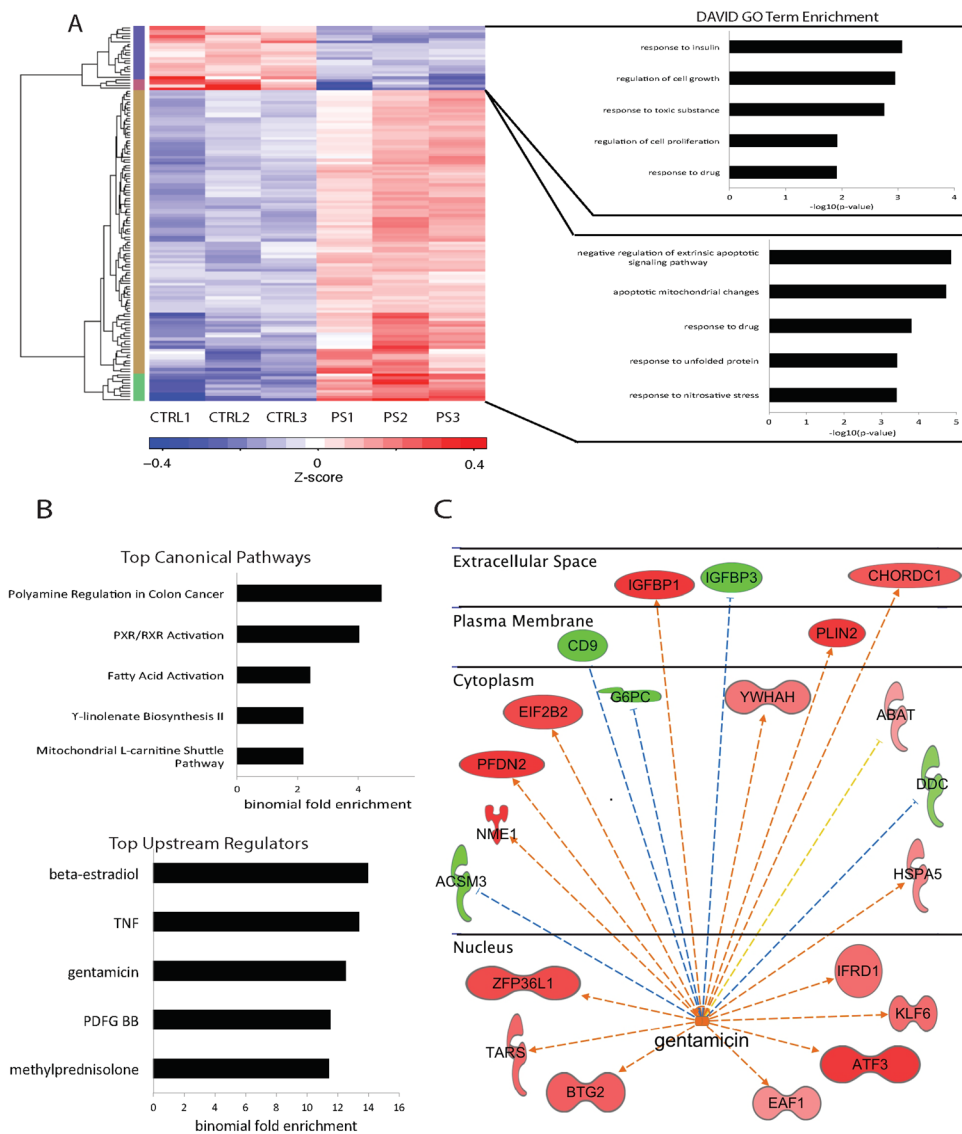 A
DAVID GO Term Enrichment
response to insulin
regulation of cell growth
response to toxic substance
regulation of cell proliferation
response to drug
0 1 2 3 4
-log10(p-value)
negative regulation of extrinsic apoptotic
signaling pathway
apoptotic mitochondrial changes
response to drug
response to unfolded protein
response to nitrosative stress
0 1 2 3 4 5
-log10(p-value)
CTRL1 CTRL2 CTRL3 PS1 PS2 PS3
−0.4 0 0.4
Z-score
B
Top Canonical Pathways
Polyamine Regulation in Colon Cancer
PXR/RXR Activation
Fatty Acid Activation
Y-linolenate Biosynthesis II
Mitochondrial L-carnitine Shuttle
Pathway
0 2 4
binomial fold enrichment
Top Upstream Regulators
beta-estradiol
TNF
gentamicin
PDFG BB
methylprednisolone
0 2 4 6 8 10 12 14 16
binomial fold enrichment
C
Extracellular Space
IGFBP1
IGFBP3
CHORDC1
Plasma Membrane
CD9
PLIN2
Cytoplasm
G6PC
YWHAH
EIF2B2
ABAT
PFDN2
DDC
NME1
ACSM3
HSPA5
Nucleus
ZFP36L1
IFRD1
KLF6
gentamicin
TARS
ATF3
BTG2
EAF1